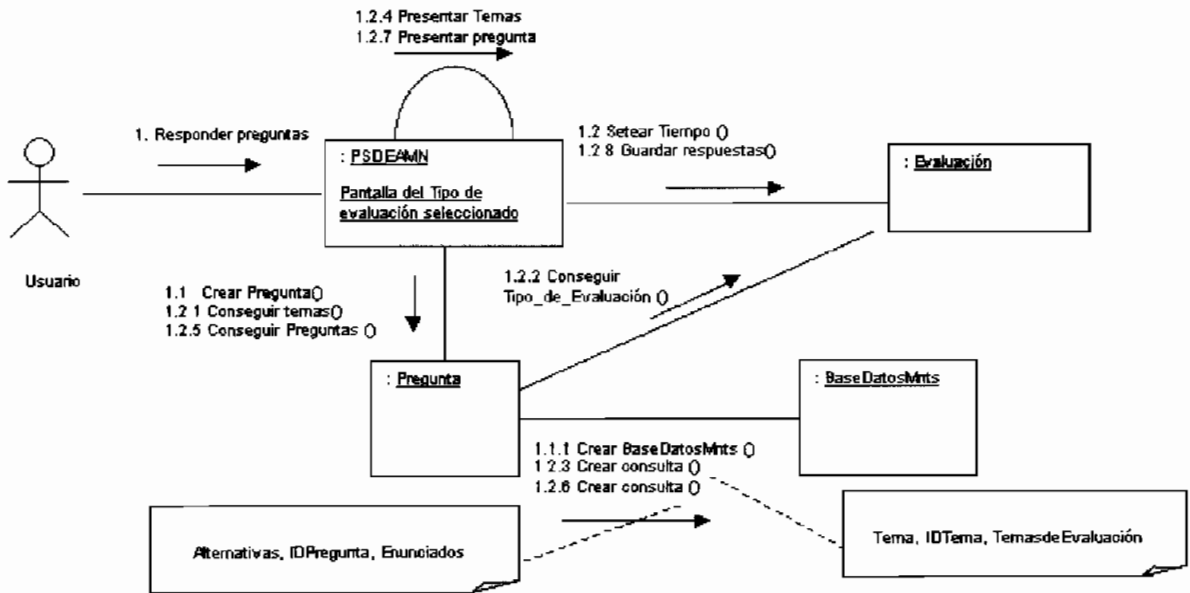 1.2.4 Presentar Temas
1.2.7 Presentar pregunta
1. Responder preguntas
: PSDEAMN
Pantalla del Tipo de
evaluación seleccionado
1.2 Setear Tiempo ()
1.2 8 Guardar respuestas()
: Evaluación
Usuario
1.1 Crear Pregunta()
1.2 1 Conseguir temas()
1.2.5 Conseguir Preguntas ()
1.2.2 Conseguir
Tipo_de_Evaluación ()
: Pregunta
: BaseDatosMnts
1.1.1 Crear BaseDatosMnts ()
1.2.3 Crear consulta ()
1.2.6 Crear consulta ()
Alternativas, IDPregunta, Enunciados
Tema, IDTema, TemasdeEvaluación